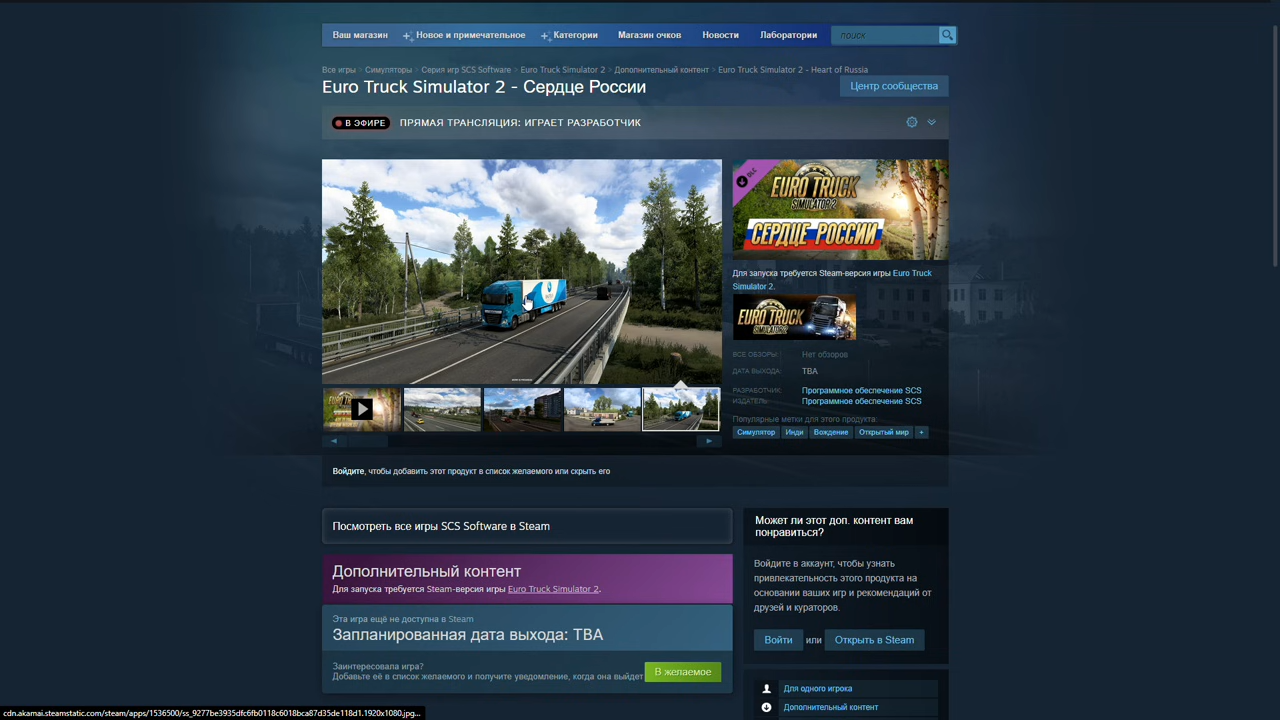 Ваш магазин
Новое и примечательное
Категории
Магазин очков
Новости
Лаборатории
поиск
Все игры > Симуляторы > Серия игр SCS Software > Euro Truck Simulator 2 > Дополнительный контент > Euro Truck Simulator 2 - Heart of Russia
Euro Truck Simulator 2 - Сердце России
Центр сообщества
В ЭФИРЕ
ПРЯМАЯ ТРАНСЛЯЦИЯ: ИГРАЕТ РАЗРАБОТЧИК
DLC
EURO TRUCK
SIMULATOR 2
СЕРДЦЕ РОССИИ
Для запуска требуется Steam-версия игры Euro Truck
Simulator 2.
EURO TRUCK
SIMULATOR 2
ВСЕ ОБЗОРЫ: Нет обзоров
ДАТА ВЫХОДА: TBA
РАЗРАБОТЧИК: Программное обеспечение SCS
ИЗДАТЕЛЬ: Программное обеспечение SCS
Популярные метки для этого продукта:
Симулятор
Инди
Вождение
Открытый мир
+
Войдите, чтобы добавить этот продукт в список желаемого или скрыть его
Посмотреть все игры SCS Software в Steam
Дополнительный контент
Для запуска требуется Steam-версия игры Euro Truck Simulator 2.
Эта игра ещё не доступна в Steam
Запланированная дата выхода: TBA
Заинтересовала игра?
Добавьте её в список желаемого и получите уведомление, когда она выйдет
В желаемое
Может ли этот доп. контент вам
понравиться?
Войдите в аккаунт, чтобы узнать
привлекательность этого продукта на
основании ваших игр и рекомендаций от
друзей и кураторов.
Войти или Открыть в Steam
Для одного игрока
Дополнительный контент
cdn.akamai.steamstatic.com/steam/apps/1536500/ss_9277be3935dfc6fb0118c6018bca87d35de118d1.1920x1080.jpg...